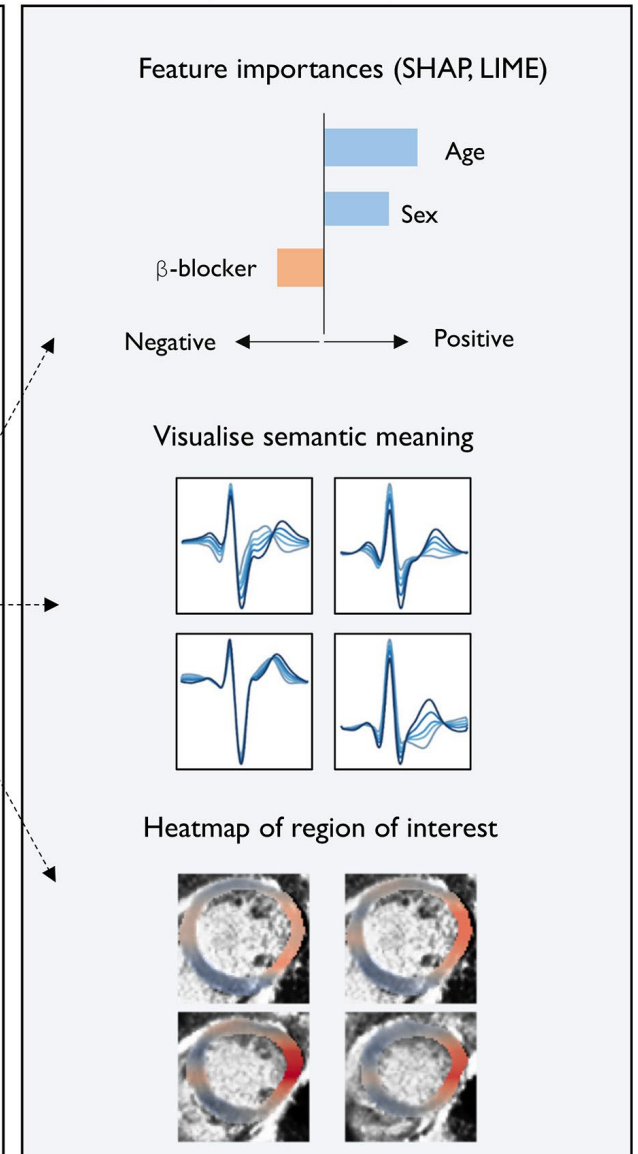 Feature importances (SHAP, LIME)
Age
Sex
β-blocker
Negative
Positive
Visualise semantic meaning
Heatmap of region of interest